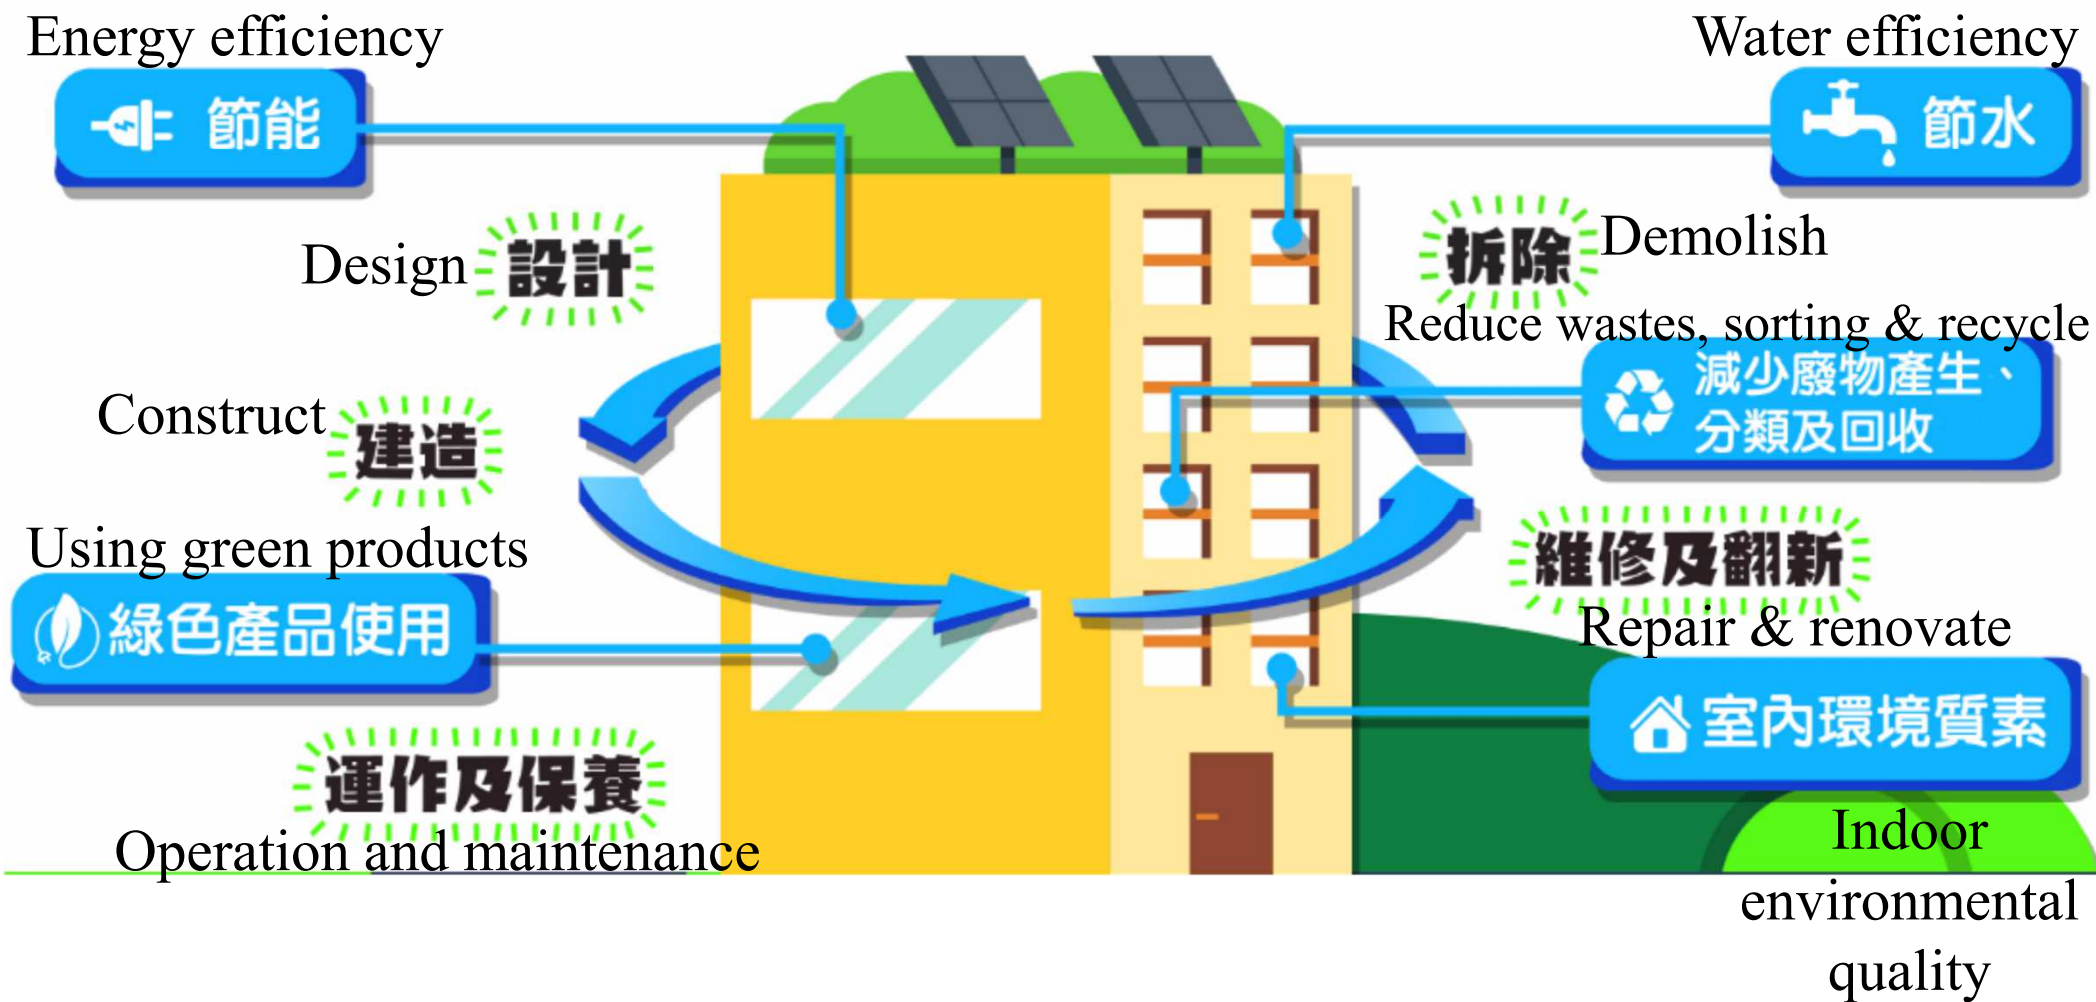 Energy efficiency
節能
Water efficiency
節水
Design 設計
拆除 Demolish
Reduce wastes, sorting & recycle
減少廢物產生、
分類及回收
Construct 建造
Using green products
綠色產品使用
維修及翻新
Repair & renovate
室內環境質素
運作及保養
Operation and maintenance
Indoor
environmental
quality